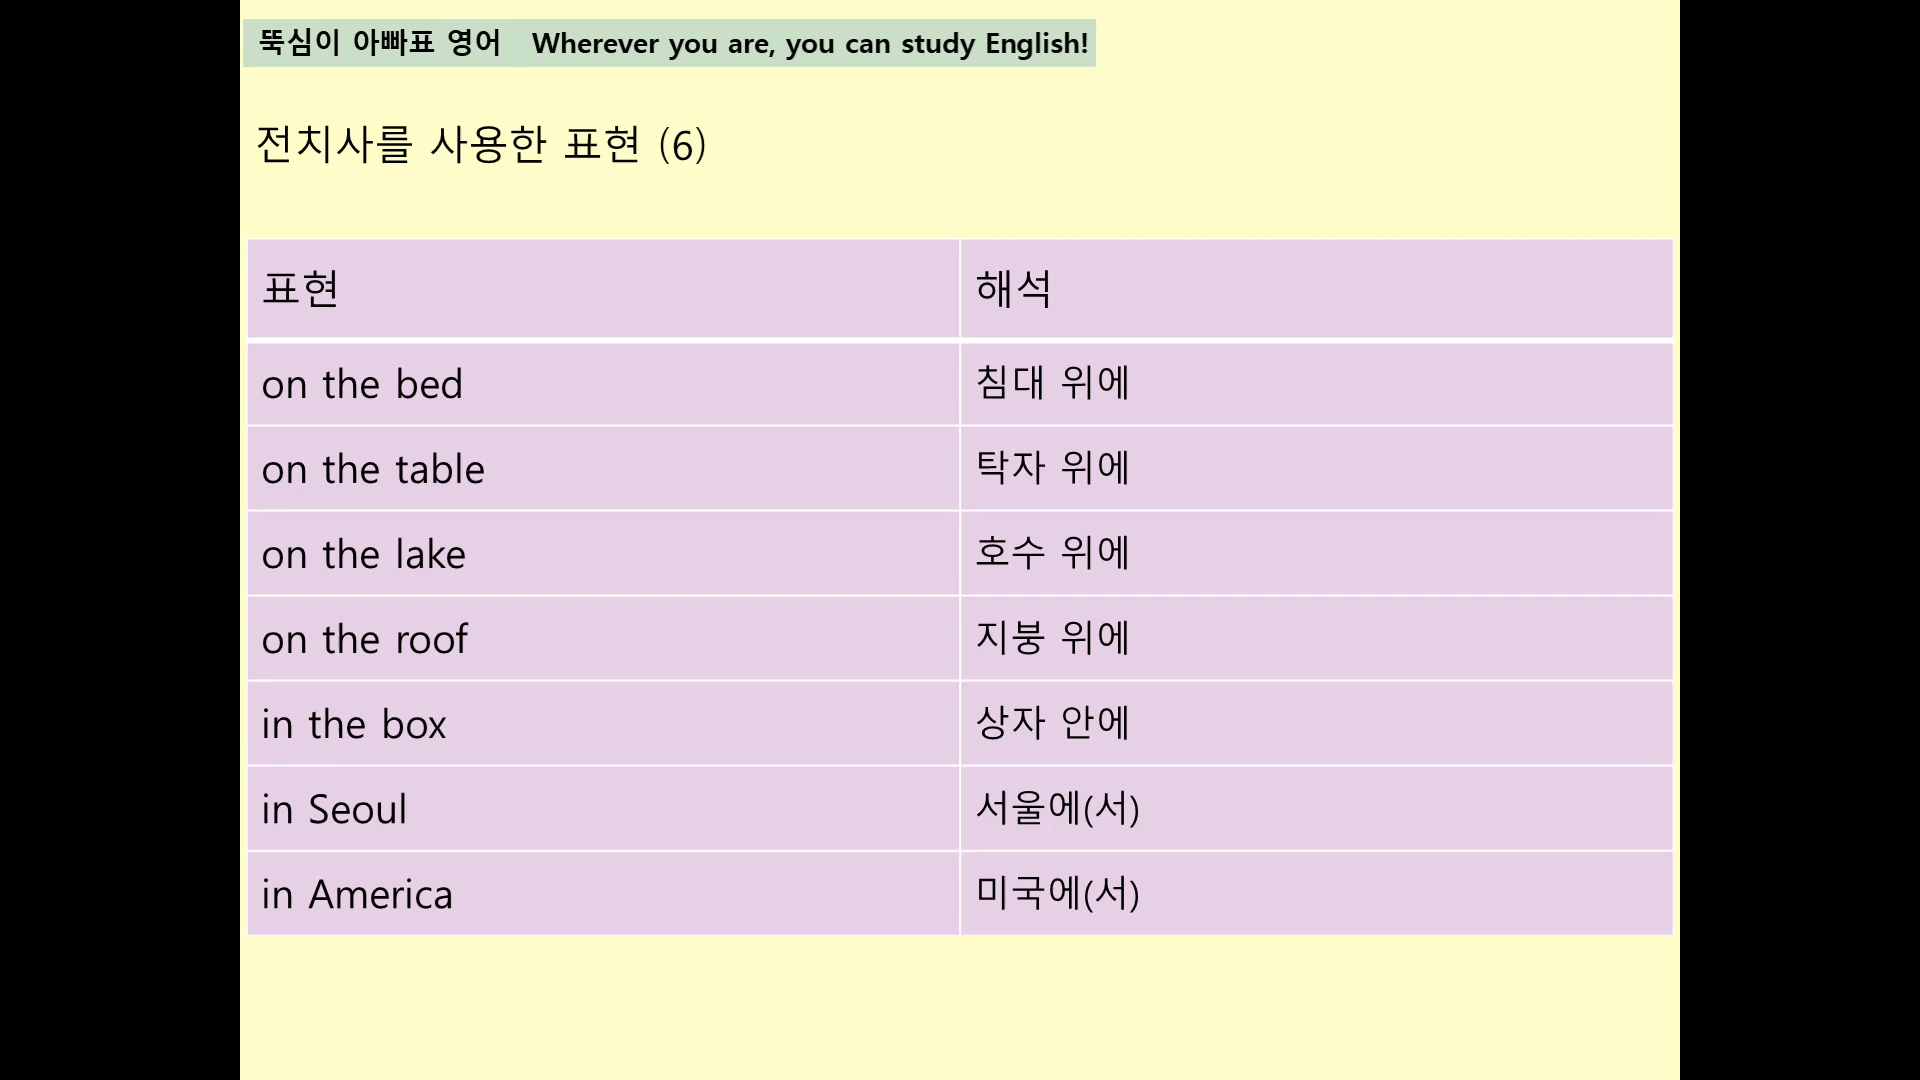 뚝심이 아빠표 영어 Wherever you are, you can study English!
전치사를 사용한 표현 (6)
표현 해석
on the bed 침대 위에
on the table 탁자 위에
on the lake 호수 위에
on the roof 지붕 위에
in the box 상자 안에
in Seoul 서울에(서)
in America 미국에(서)